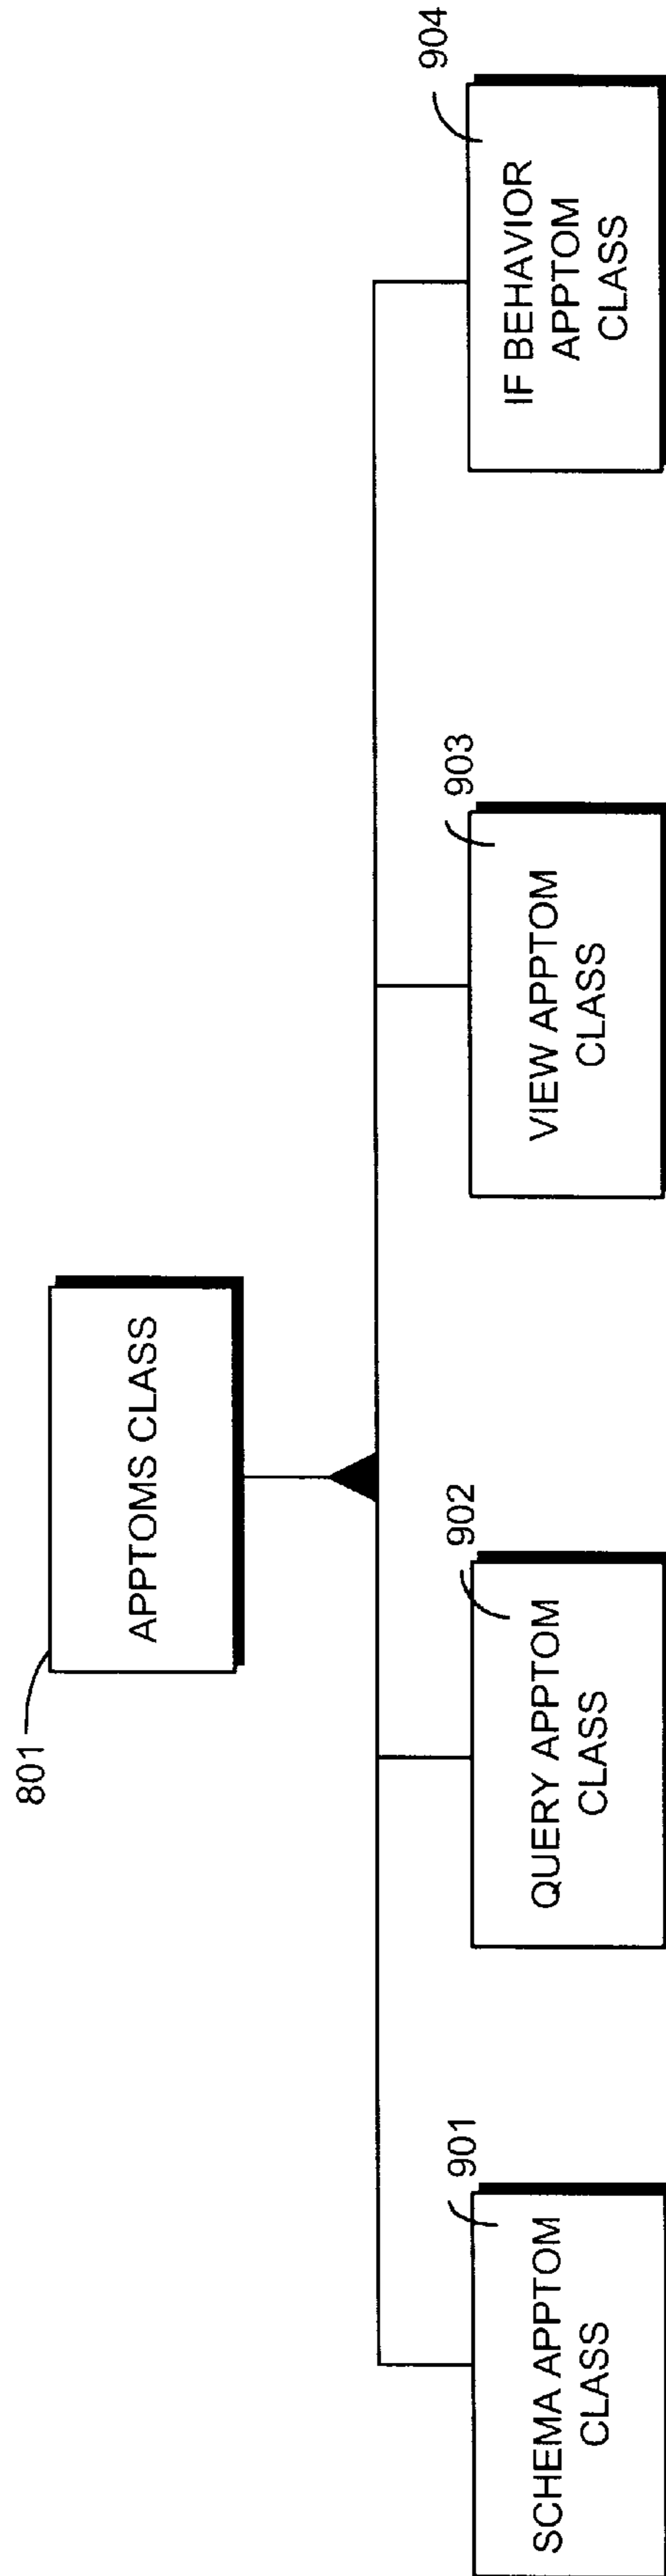 801
APPTOMS CLASS
901
SCHEMA APPTOM
CLASS
902
QUERY APPTOM
CLASS
903
VIEW APPTOM
CLASS
904
IF BEHAVIOR
APPTOM
CLASS